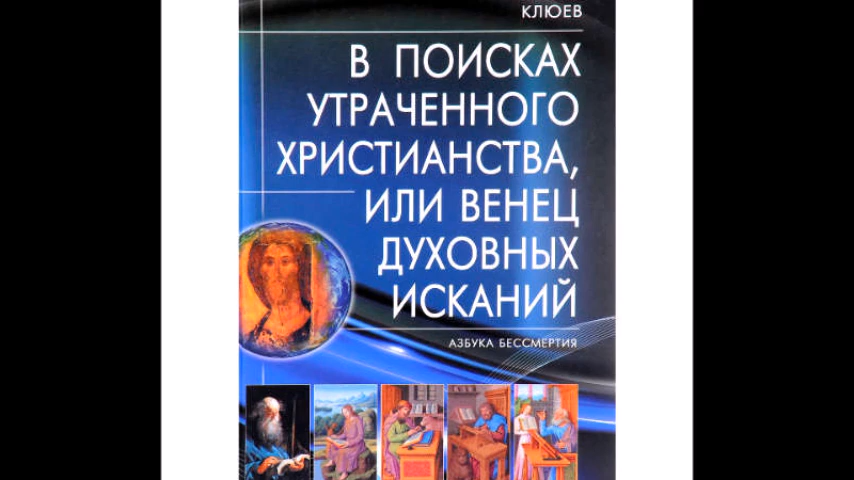 КЛЮЕВ
В ПОИСКАХ
УТРАЧЕННОГО
ХРИСТИАНСТВА,
ИЛИ ВЕНЕЦ
ДУХОВНЫХ
ИСКАНИЙ
АЗБУКА БЕССМЕРТИЯ